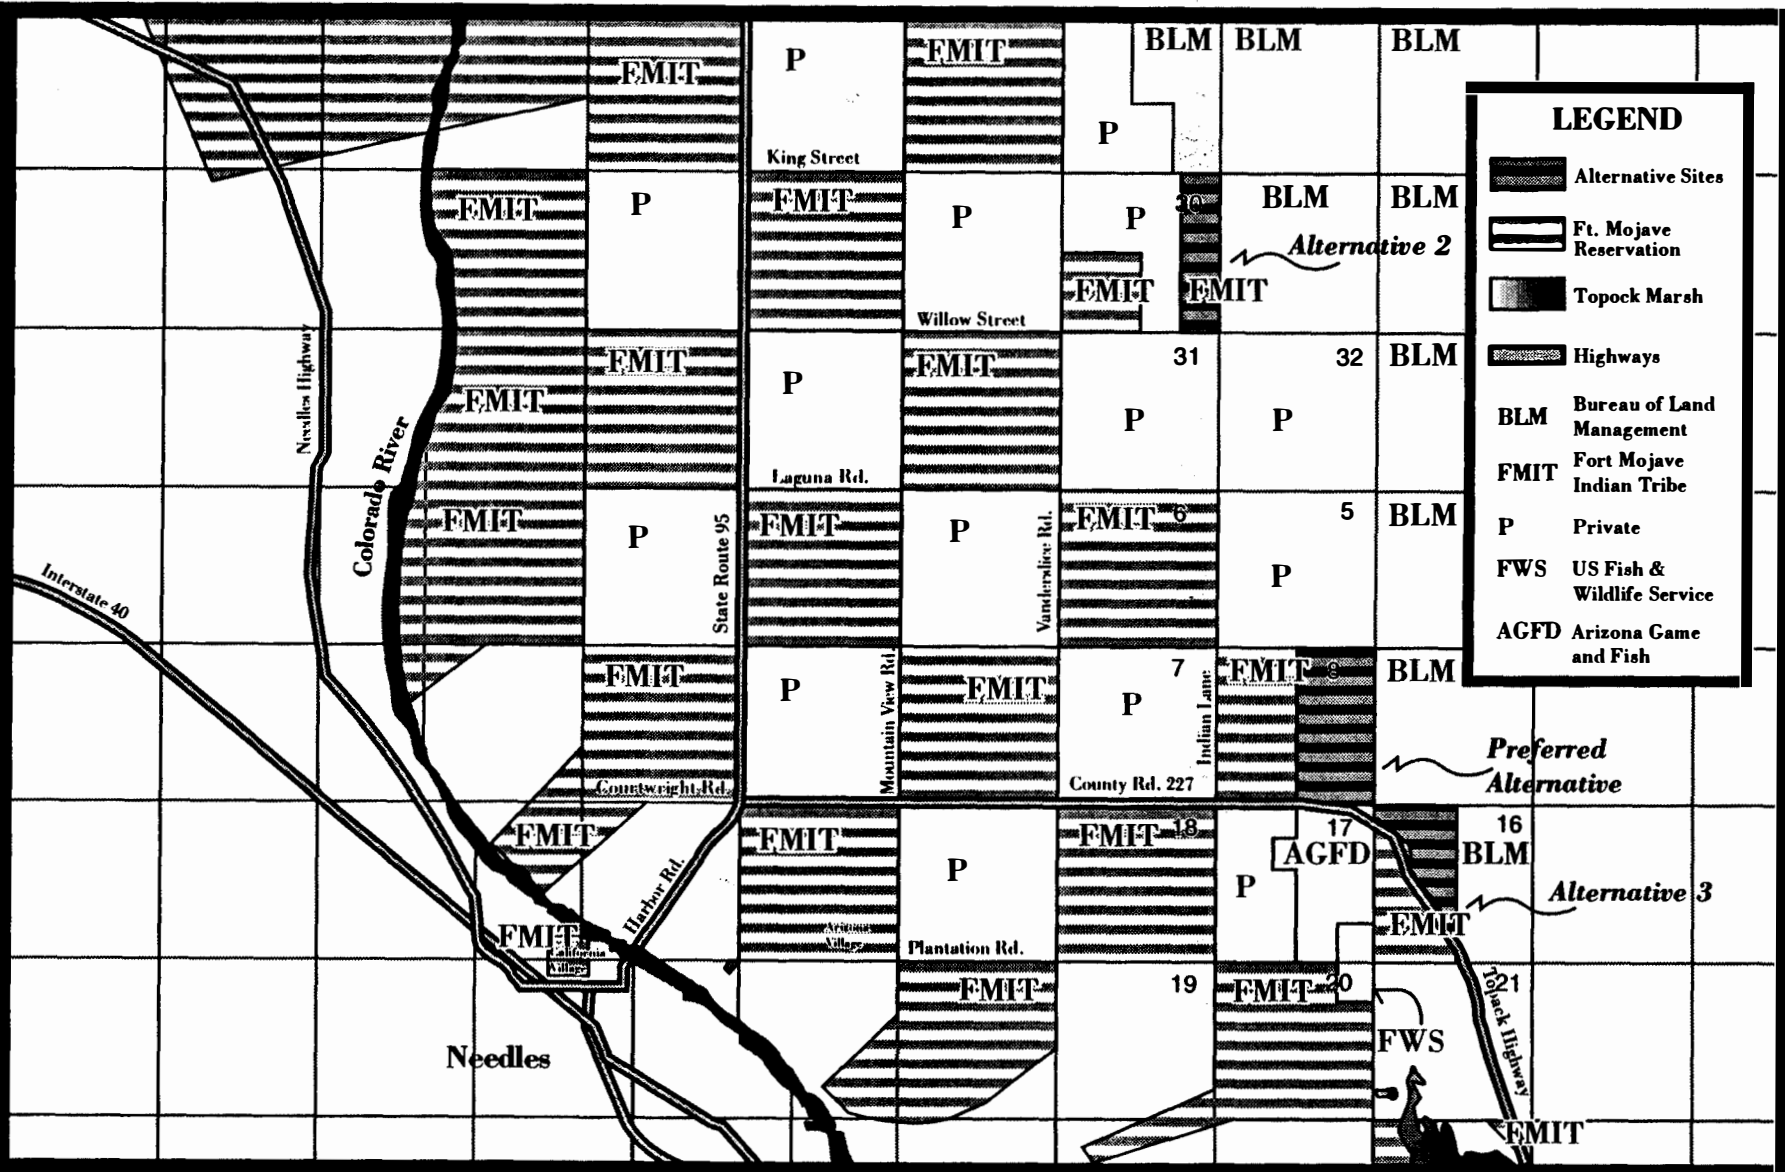 BLM
BLM
BLM
FMIT
P
FMIT
P
King Street
LEGEND
Alternative Sites
Ft. Mojave
Reservation
Topock Marsh
Highways
BLM Bureau of Land
Management
FMIT Fort Mojave
Indian Tribe
P Private
FWS US Fish &
Wildlife Service
AGFD Arizona Game
and Fish
FMIT
P
FMIT
P
P
30
BLM
BLM
Alternative 2
FMIT
FMIT
Willow Street
Needles Highway
Colorado River
FMIT
FMIT
P
FMIT
31
32
BLM
P
P
Laguna Rd.
Interstate 40
FMIT
P
State Route 95
FMIT
P
Vanderslice Rd.
FMIT
6
5
BLM
P
FMIT
P
Mountain View Rd.
FMIT
7
P
Indian Lane
FMIT
8
BLM
Courtwright Rd.
County Rd. 227
Preferred
Alternative
FMIT
Harbor Rd.
FMIT
P
FMIT
18
17
AGFD
P
16
BLM
Alternative 3
FMIT
FMIT
California
Village
Arizona
Village
Plantation Rd.
FMIT
19
FMIT
20
21
Topack Highway
FWS
Needles
FMIT